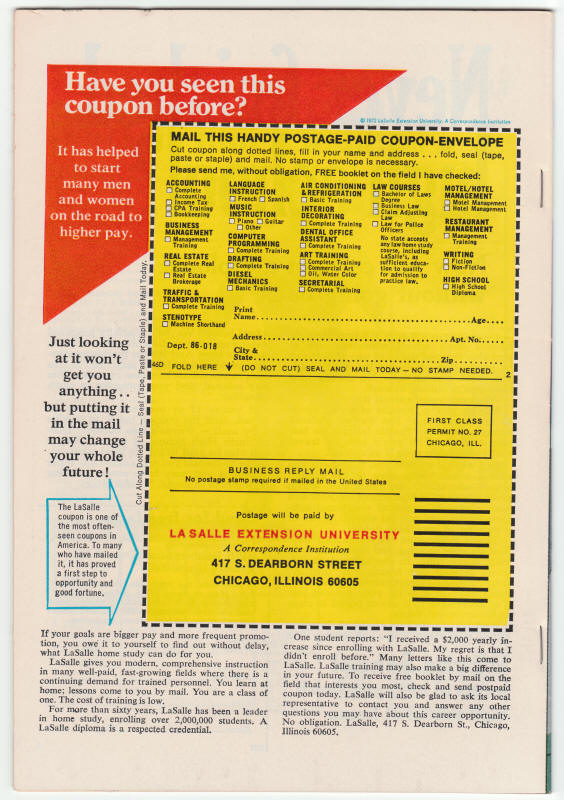 Have you seen this
coupon before?
© 1972 LaSalle Extension University. A Correspondence Institution
It has helped
to start
many men
and women
on the road to
higher pay.
Just looking
at it won't
get you
anything . .
but putting it
in the mail
may change
your whole
future!
The LaSalle
coupon is one of
the most often-
seen coupons in
America. To many
who have mailed
it, it has proved
a first step to
opportunity and
good fortune.
Cut Along Dotted Line — Seal (Tape, Paste or Staple) and Mail Today.
MAIL THIS HANDY POSTAGE-PAID COUPON-ENVELOPE
Cut coupon along dotted lines, fill in your name and address . . . fold, seal (tape,
paste or staple) and mail. No stamp or envelope is necessary.
Please send me, without obligation, FREE booklet on the field I have checked:
ACCOUNTING
Complete
Accounting
Income Tax
CPA Training
Bookkeeping
BUSINESS
MANAGEMENT
Management
Training
REAL ESTATE
Complete Real
Estate
Real Estate
Brokerage
TRAFFIC &
TRANSPORTATION
Complete Training
STENOTYPE
Machine Shorthand
LANGUAGE
INSTRUCTION
French Spanish
MUSIC
INSTRUCTION
Piano Guitar
Other
COMPUTER
PROGRAMMING
Complete Training
DRAFTING
Complete Training
DIESEL
MECHANICS
Basic Training
AIR CONDITIONING
& REFRIGERATION
Basic Training
INTERIOR
DECORATING
Complete Training
DENTAL OFFICE
ASSISTANT
Complete Training
ART TRAINING
Complete Training
Commercial Art
Oil, Water Color
SECRETARIAL
Complete Training
LAW COURSES
Bachelor of Laws
Degree
Business Law
Claim Adjusting
Law
Law for Police
Officers
No state accepts
any law home study
course, including
LaSalle's, as
sufficient educa-
tion to qualify
for admission to
practice law.
MOTEL/HOTEL
MANAGEMENT
Motel Management
Hotel Management
RESTAURANT
MANAGEMENT
Management
Training
WRITING
Fiction
Non-Fiction
HIGH SCHOOL
High School
Diploma
Print
Name Age
Address Apt. No.
Dept. 86-018
City &
State Zip
46D FOLD HERE (DO NOT CUT) SEAL AND MAIL TODAY—NO STAMP NEEDED. 2
FIRST CLASS
PERMIT NO. 27
CHICAGO, ILL.
BUSINESS REPLY MAIL
No postage stamp required if mailed in the United States
Postage will be paid by
LA SALLE EXTENSION UNIVERSITY
A Correspondence Institution
417 S. DEARBORN STREET
CHICAGO, ILLINOIS 60605
If your goals are bigger pay and more frequent promo-
tion, you owe it to yourself to find out without delay,
what LaSalle home study can do for you.
LaSalle gives you modern, comprehensive instruction
in many well-paid, fast-growing fields where there is a
continuing demand for trained personnel. You learn at
home; lessons come to you by mail. You are a class of
one. The cost of training is low.
For more than sixty years, LaSalle has been a leader
in home study, enrolling over 2,000,000 students. A
LaSalle diploma is a respected credential.
One student reports: "I received a $2,000 yearly in-
crease since enrolling with LaSalle. My regret is that I
didn't enroll before." Many letters like this come to
LaSalle. LaSalle training may also make a big difference
in your future. To receive free booklet by mail on the
field that interests you most, check and send postpaid
coupon today. LaSalle will also be glad to ask its local
representative to contact you and answer any other
questions you may have about this career opportunity.
No obligation. LaSalle, 417 S. Dearborn St., Chicago,
Illinois 60605.